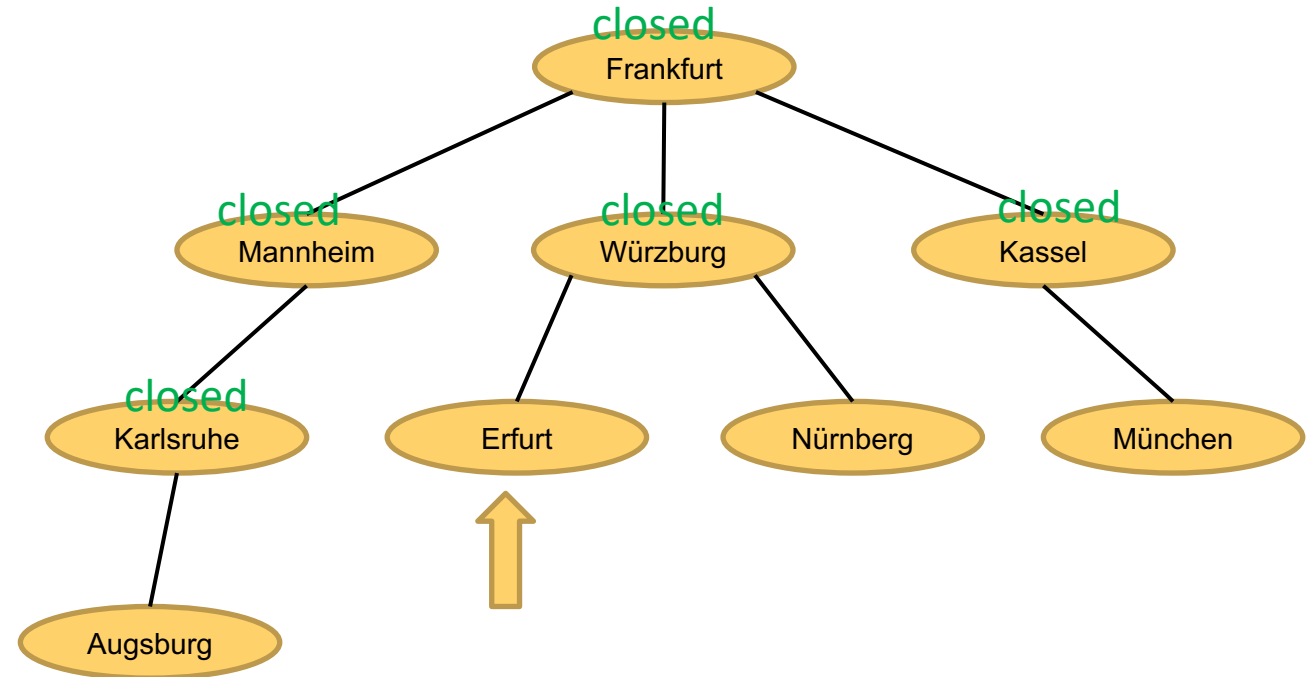 closed
Frankfurt
closed
closed
closed
Mannheim
Würzburg
Kassel
closed
Karlsruhe
Erfurt
Nürnberg
München
Augsburg